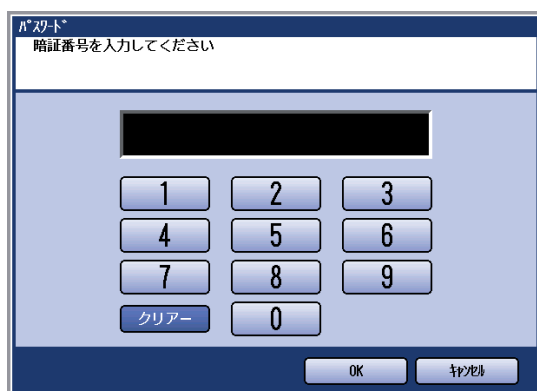 ﾊﾟｽﾜｰﾄﾞ
暗証番号を入力してください
1 2 3
4 5 6
7 8 9
クリアー 0
OK ｷｬﾝｾﾙ